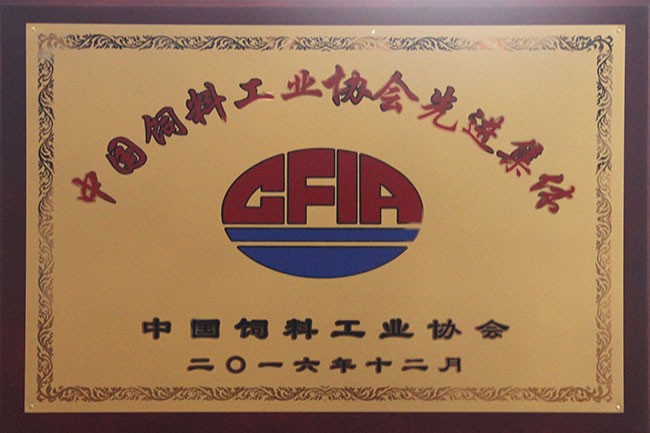 中国饲料工业协会先进集体
CFIA
中国饲料工业协会
二〇一六年十二月